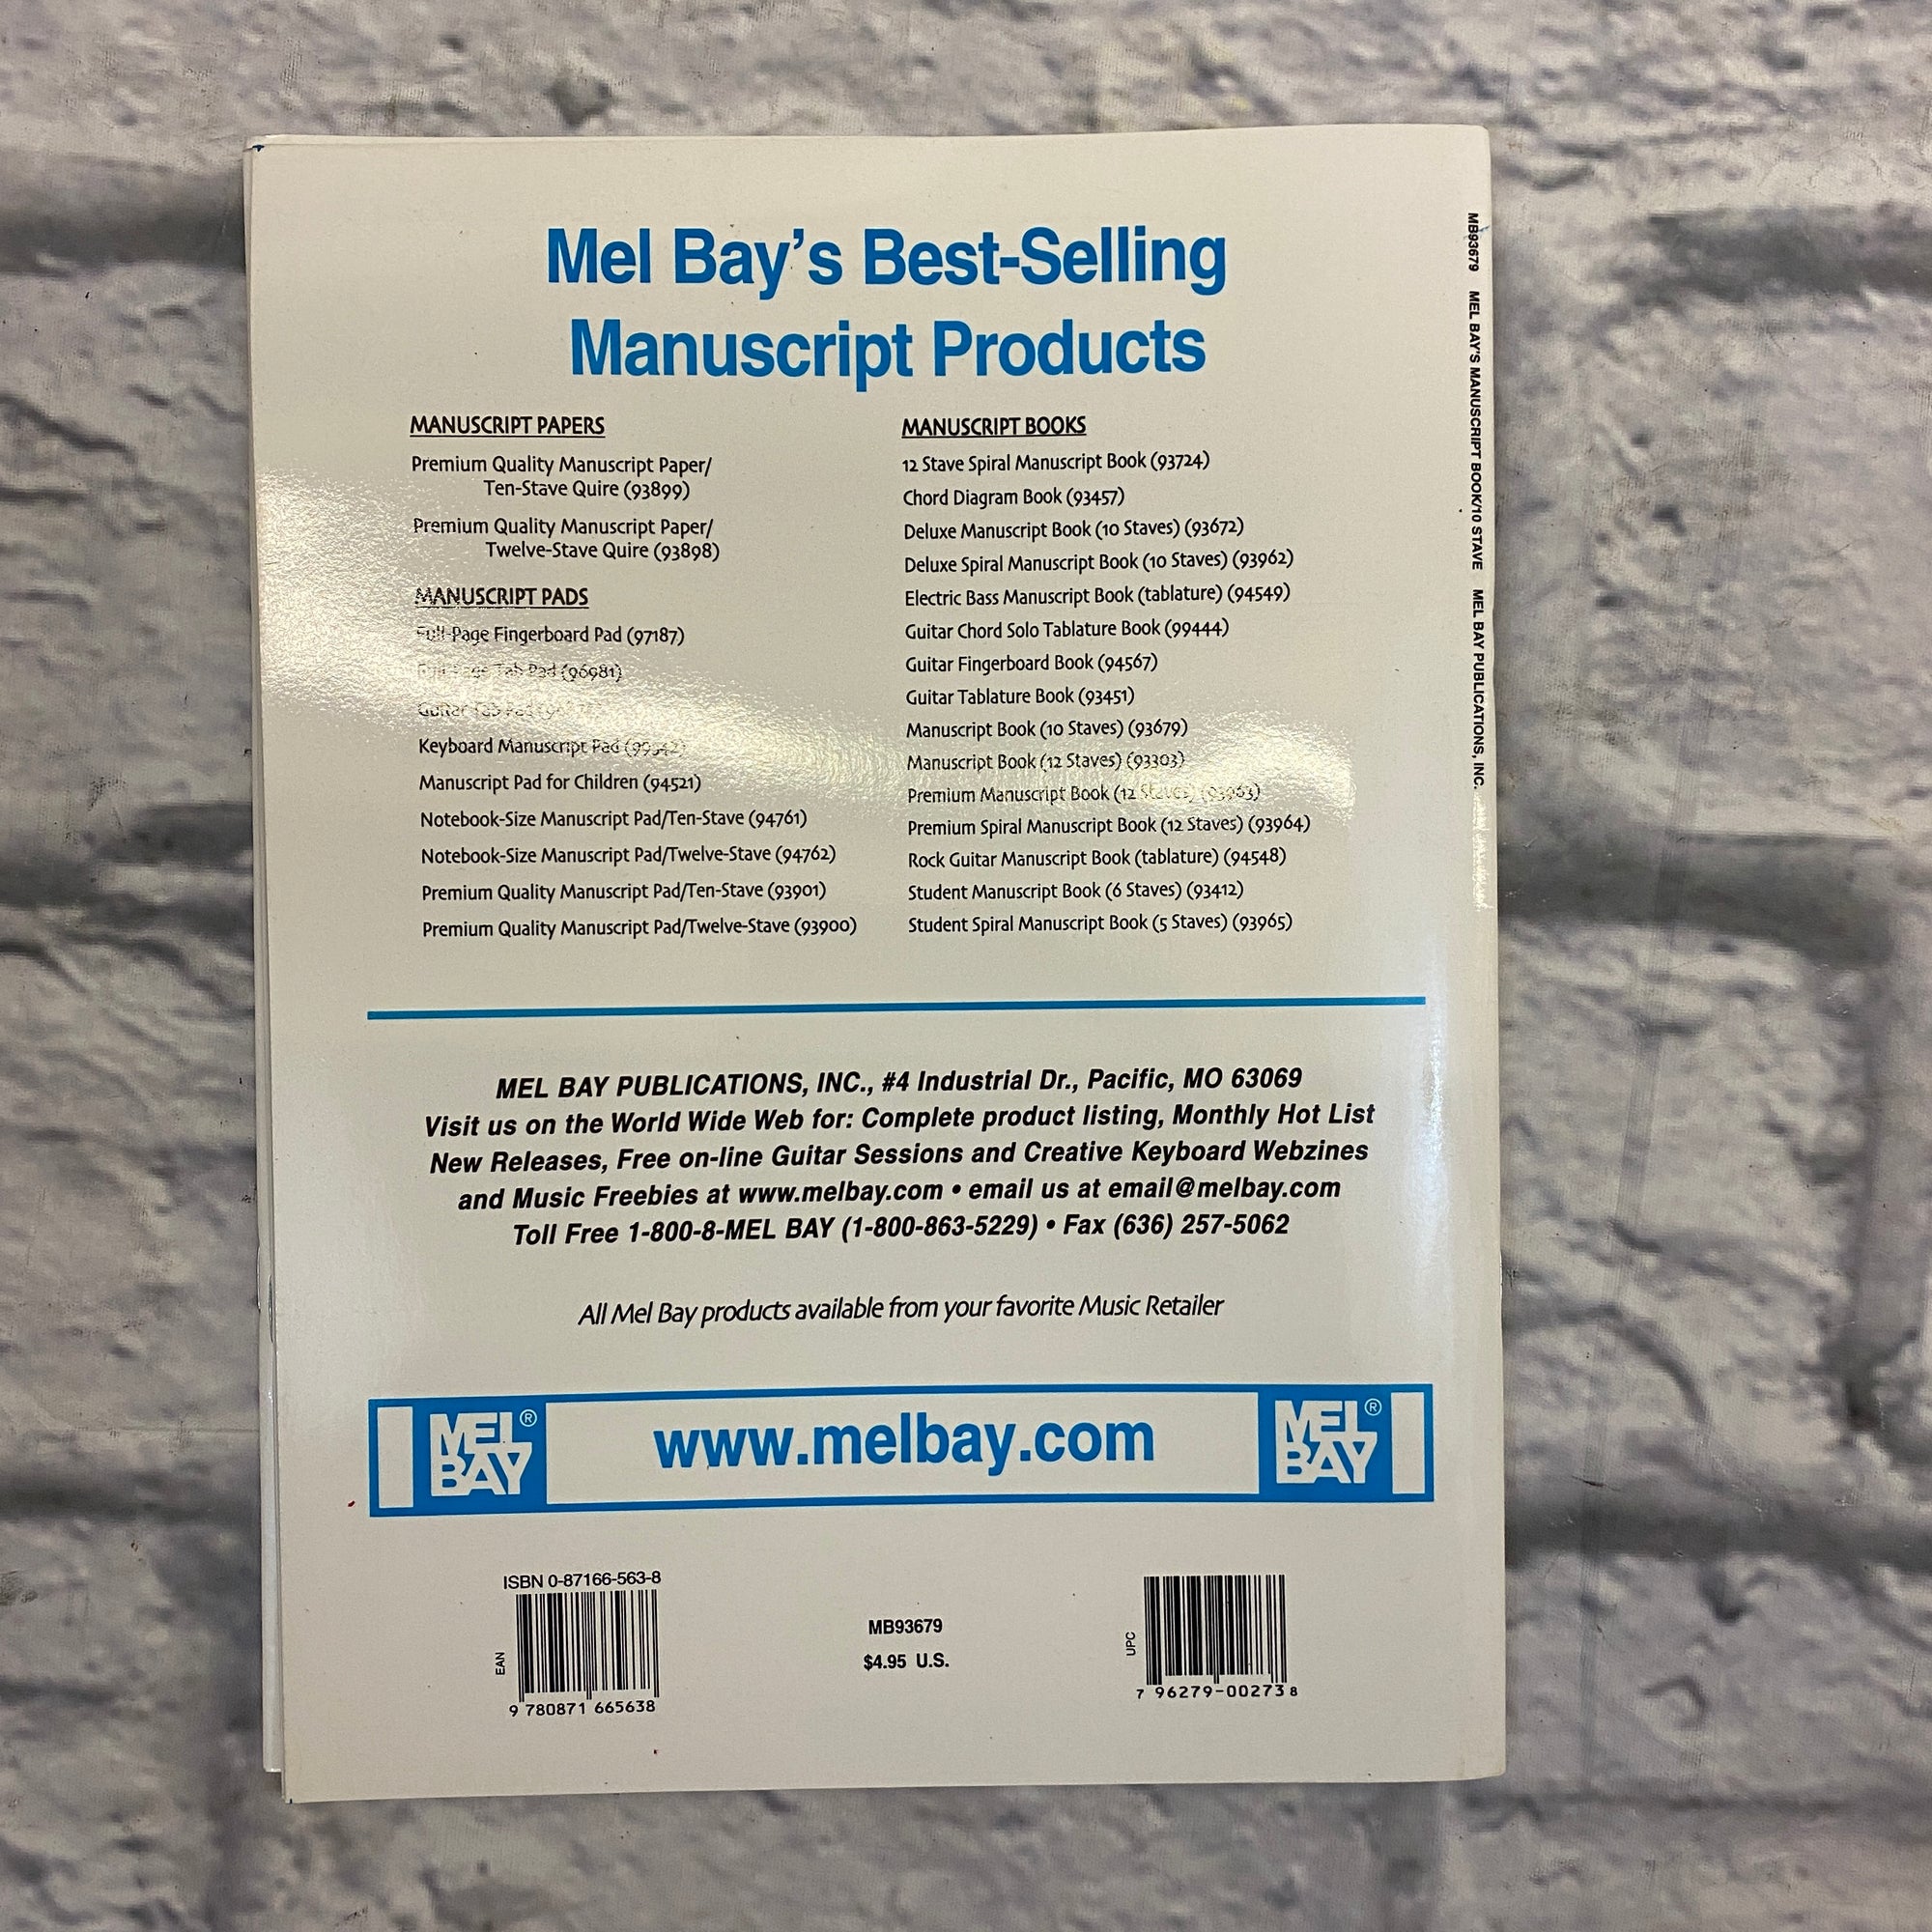 Mel Bay's Best-Selling
Manuscript Products
MANUSCRIPT PAPERS
Premium Quality Manuscript Paper/
Ten-Stave Quire (93899)
Premium Quality Manuscript Paper/
Twelve-Stave Quire (93898)
MANUSCRIPT PADS
Full-Page Fingerboard Pad (97187)
Full-Page Tab Pad (96981)
Guitar Tab Pad
Keyboard Manuscript Pad
Manuscript Pad for Children (94521)
Notebook-Size Manuscript Pad/Ten-Stave (94761)
Notebook-Size Manuscript Pad/Twelve-Stave (94762)
Premium Quality Manuscript Pad/Ten-Stave (93901)
Premium Quality Manuscript Pad/Twelve-Stave (93900)
MANUSCRIPT BOOKS
12 Stave Spiral Manuscript Book (93724)
Chord Diagram Book (93457)
Deluxe Manuscript Book (10 Staves) (93672)
Deluxe Spiral Manuscript Book (10 Staves) (93962)
Electric Bass Manuscript Book (tablature) (94549)
Guitar Chord Solo Tablature Book (99444)
Guitar Fingerboard Book (94567)
Guitar Tablature Book (93451)
Manuscript Book (10 Staves) (93679)
Manuscript Book (12 Staves) (93303)
Premium Manuscript Book (12 Staves) (93963)
Premium Spiral Manuscript Book (12 Staves) (93964)
Rock Guitar Manuscript Book (tablature) (94548)
Student Manuscript Book (6 Staves) (93412)
Student Spiral Manuscript Book (5 Staves) (93965)
MEL BAY PUBLICATIONS, INC., #4 Industrial Dr., Pacific, MO 63069
Visit us on the World Wide Web for: Complete product listing, Monthly Hot List
New Releases, Free on-line Guitar Sessions and Creative Keyboard Webzines
and Music Freebies at www.melbay.com • email us at email@melbay.com
Toll Free 1-800-8-MEL BAY (1-800-863-5229) • Fax (636) 257-5062
All Mel Bay products available from your favorite Music Retailer
MEL BAY®
www.melbay.com
MEL BAY®
ISBN 0-87166-563-8
EAN
9 780871 665638
MB93679
$4.95 U.S.
UPC
7 96279-00273 8
MB93679 MEL BAY'S MANUSCRIPT BOOK/10 STAVE MEL BAY PUBLICATIONS, INC.